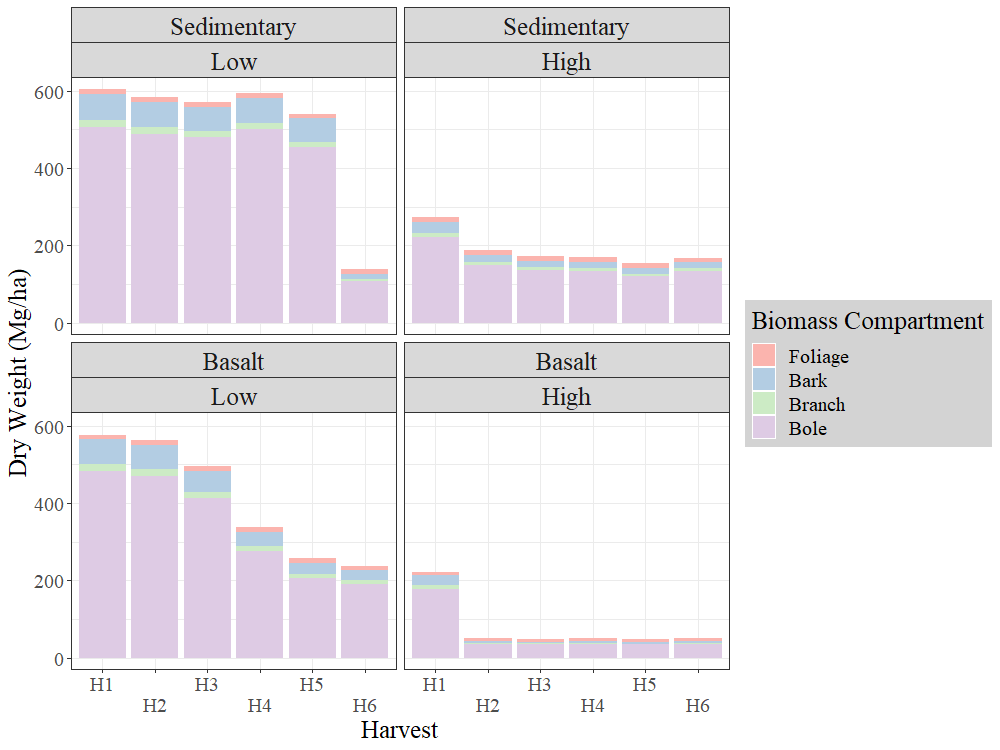 Sedimentary
Low
Sedimentary
High
600
400
200
0
Basalt
Low
Basalt
High
600
400
200
0
Dry Weight (Mg/ha)
H1 H2 H3 H4 H5 H6
H1 H2 H3 H4 H5 H6
Harvest
Biomass Compartment
Foliage
Bark
Branch
Bole